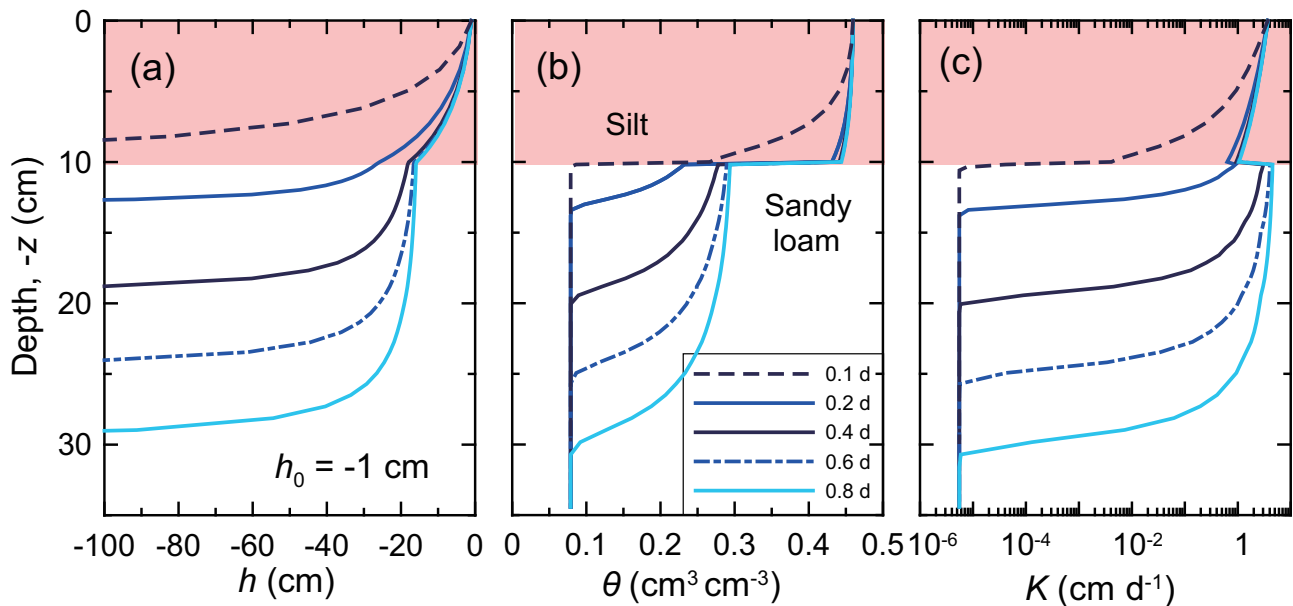 (a)
(b)
(c)
Silt
Sandy
loam
h₀ = -1 cm
0.1 d
0.2 d
0.4 d
0.6 d
0.8 d
Depth, -z (cm)
0
10
20
30
-100
-80
-60
-40
-20
0
h (cm)
0
0.1
0.2
0.3
0.4
0.5
θ (cm³ cm⁻³)
10⁻⁶
10⁻⁴
10⁻²
1
K (cm d⁻¹)